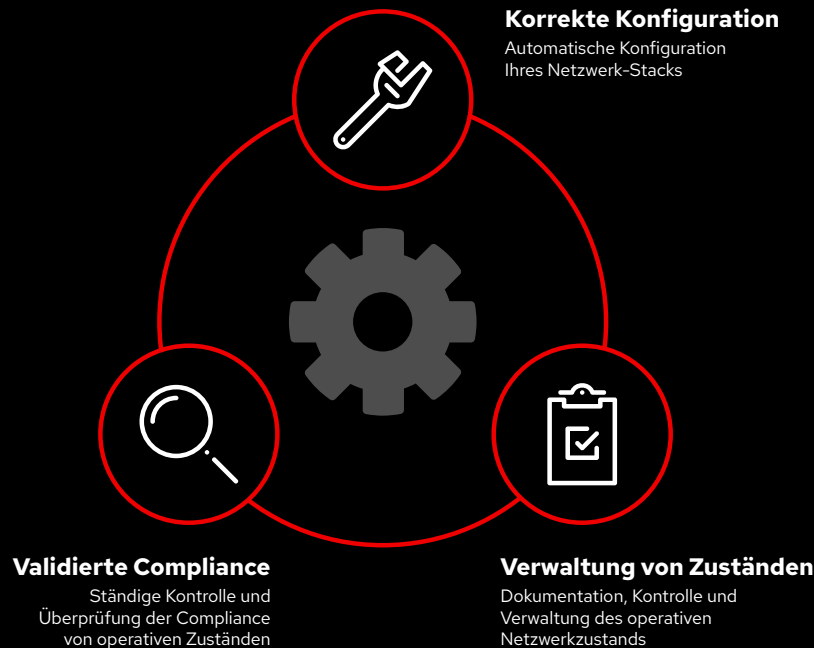 Korrekte Konfiguration
Automatische Konfiguration
Ihres Netzwerk-Stacks
Validierte Compliance
Ständige Kontrolle und
Überprüfung der Compliance
von operativen Zuständen
Verwaltung von Zuständen
Dokumentation, Kontrolle und
Verwaltung des operativen
Netzwerkzustands